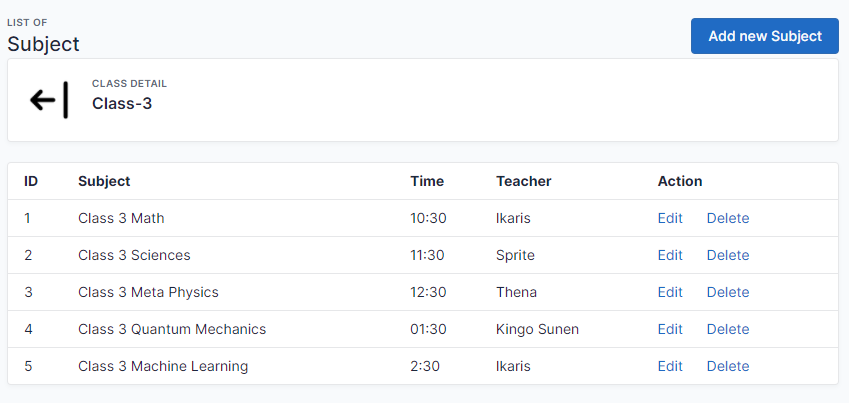 LIST OF
Subject
Add new Subject
CLASS DETAIL
Class-3
ID Subject Time Teacher Action
1 Class 3 Math 10:30 Ikaris Edit Delete
2 Class 3 Sciences 11:30 Sprite Edit Delete
3 Class 3 Meta Physics 12:30 Thena Edit Delete
4 Class 3 Quantum Mechanics 01:30 Kingo Sunen Edit Delete
5 Class 3 Machine Learning 2:30 Ikaris Edit Delete